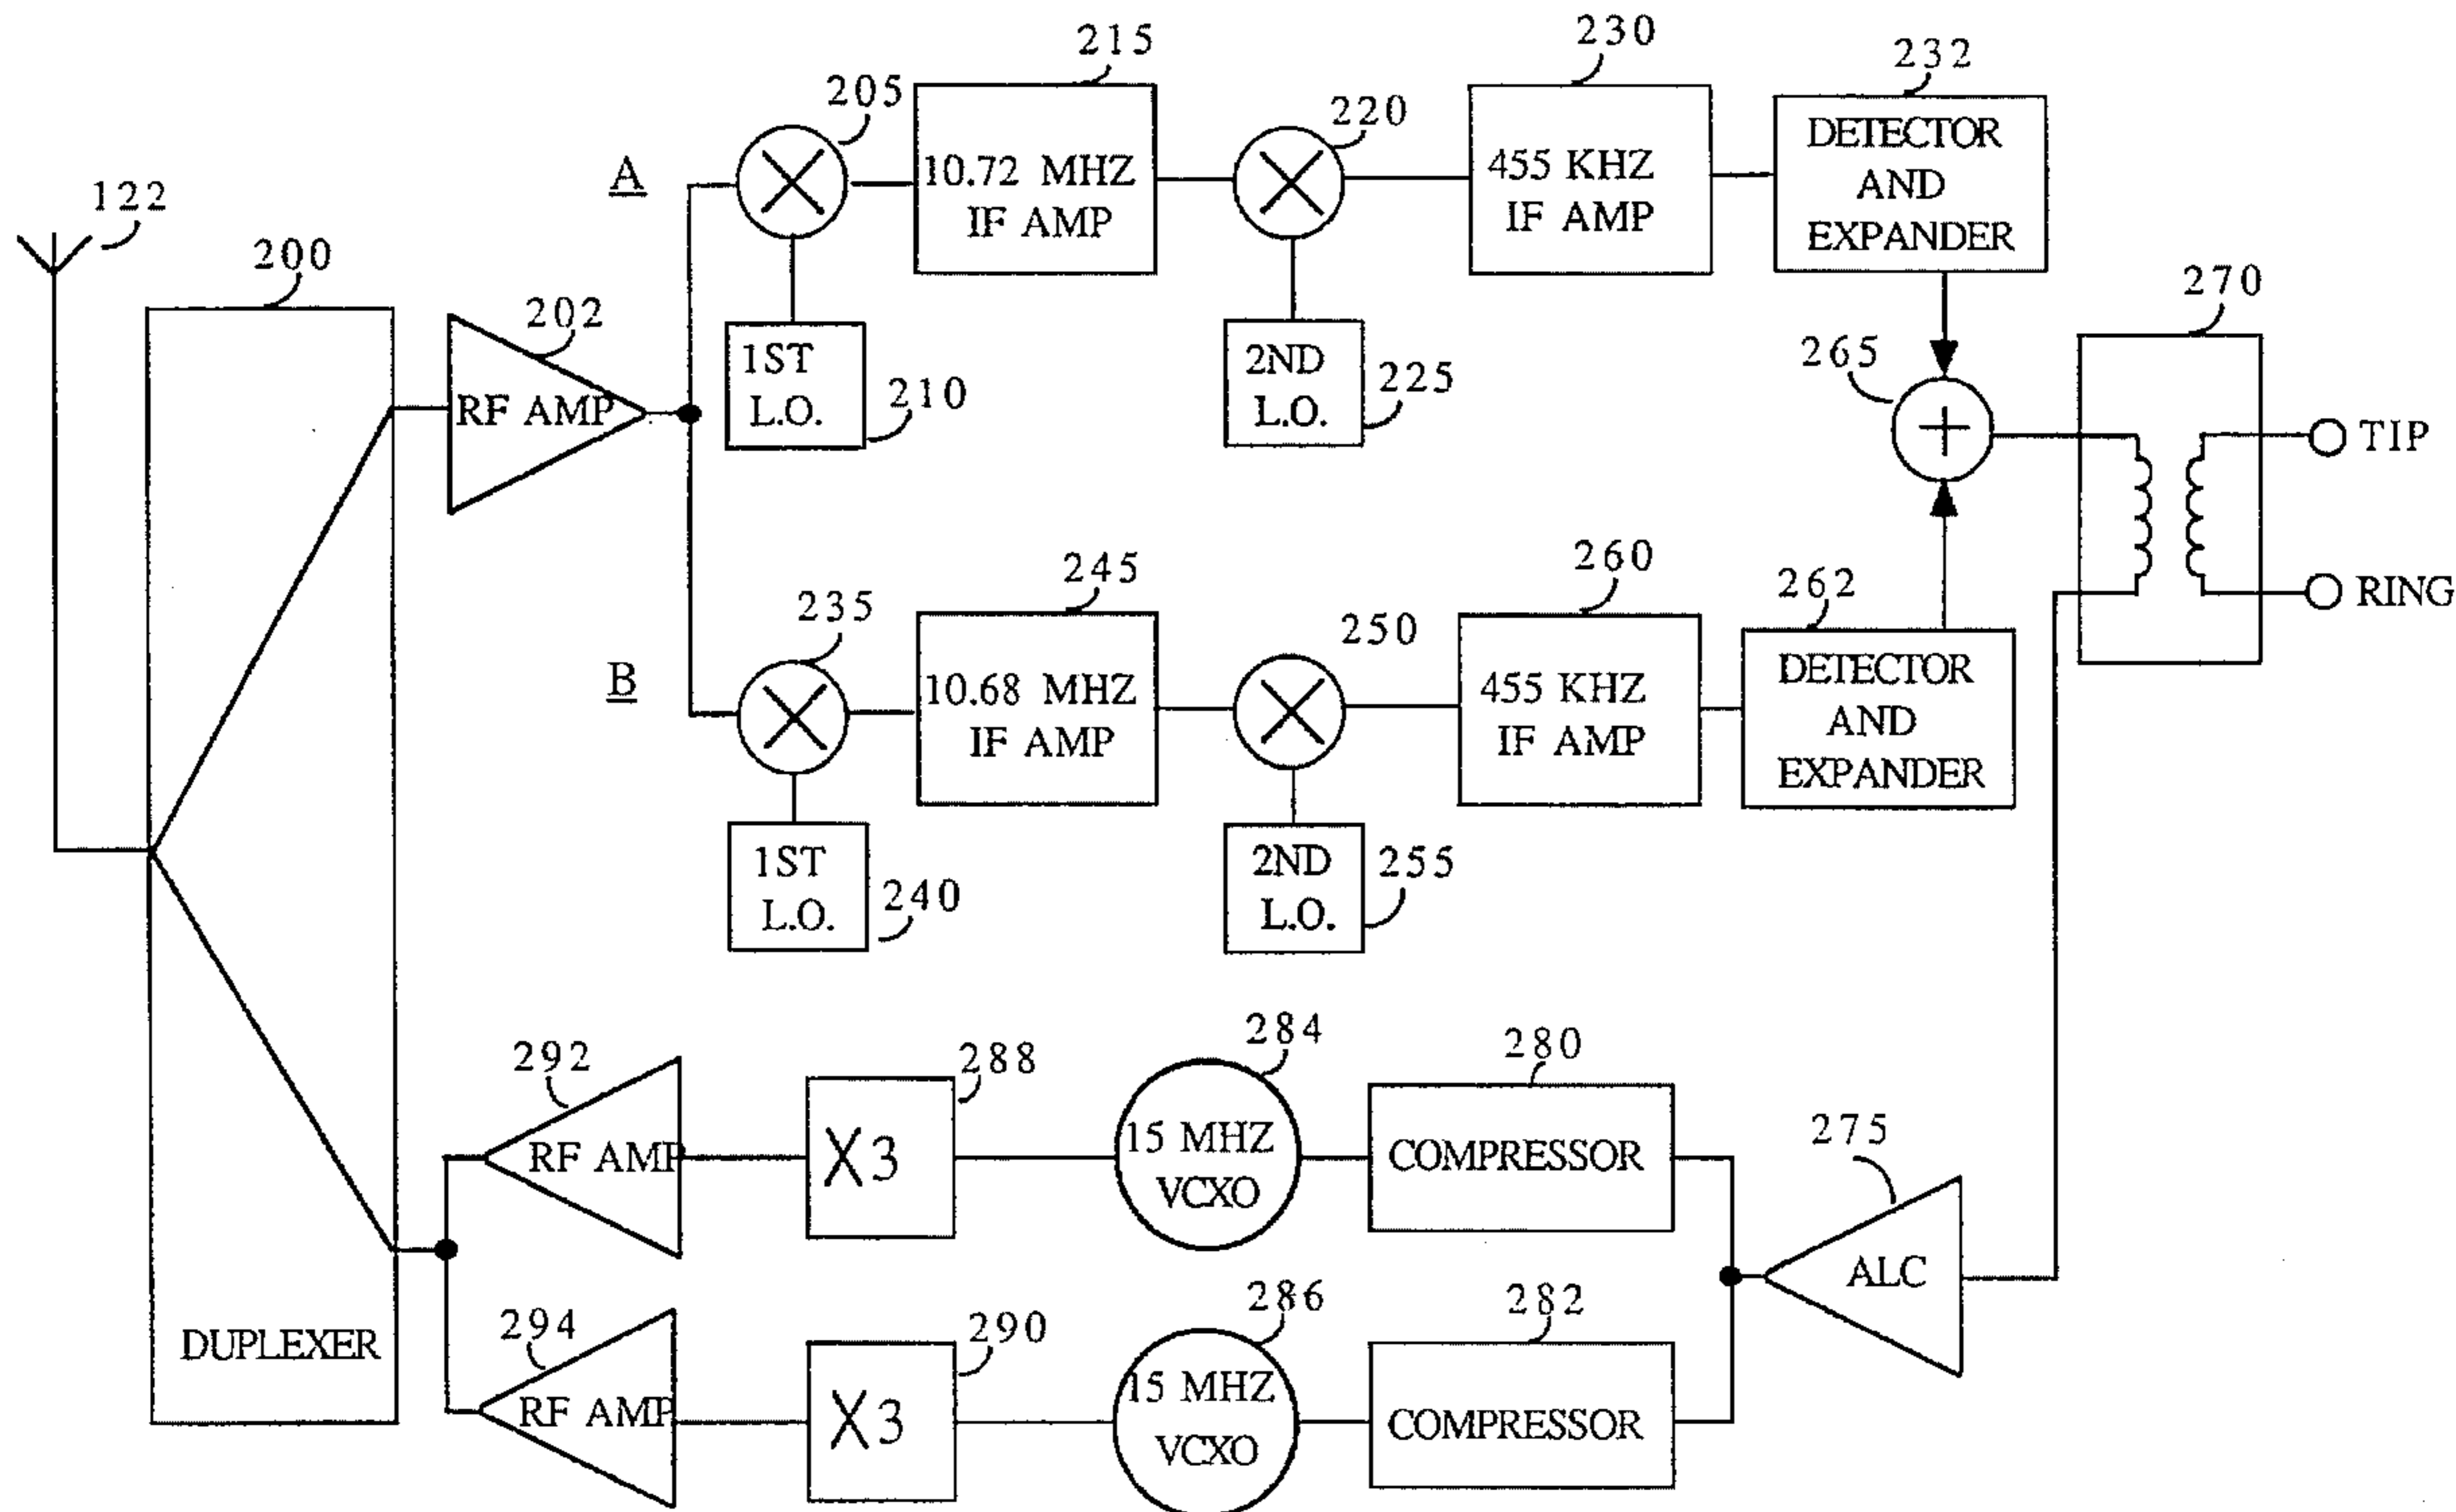 215
230
232
205
220
DETECTOR
AND
EXPANDER
A
10.72 MHZ
IF AMP
455 KHZ
IF AMP
122
200
270
202
265
1ST
L.O.
210
2ND
L.O.
225
RF AMP
TIP
245
260
262
RING
235
250
B
10.68 MHZ
IF AMP
455 KHZ
IF AMP
DETECTOR
AND
EXPANDER
1ST
L.O.
240
2ND
L.O.
255
292
288
284
280
275
RF AMP
X3
15 MHZ
VCXO
COMPRESSOR
ALC
294
290
286
282
DUPLEXER
RF AMP
X3
15 MHZ
VCXO
COMPRESSOR